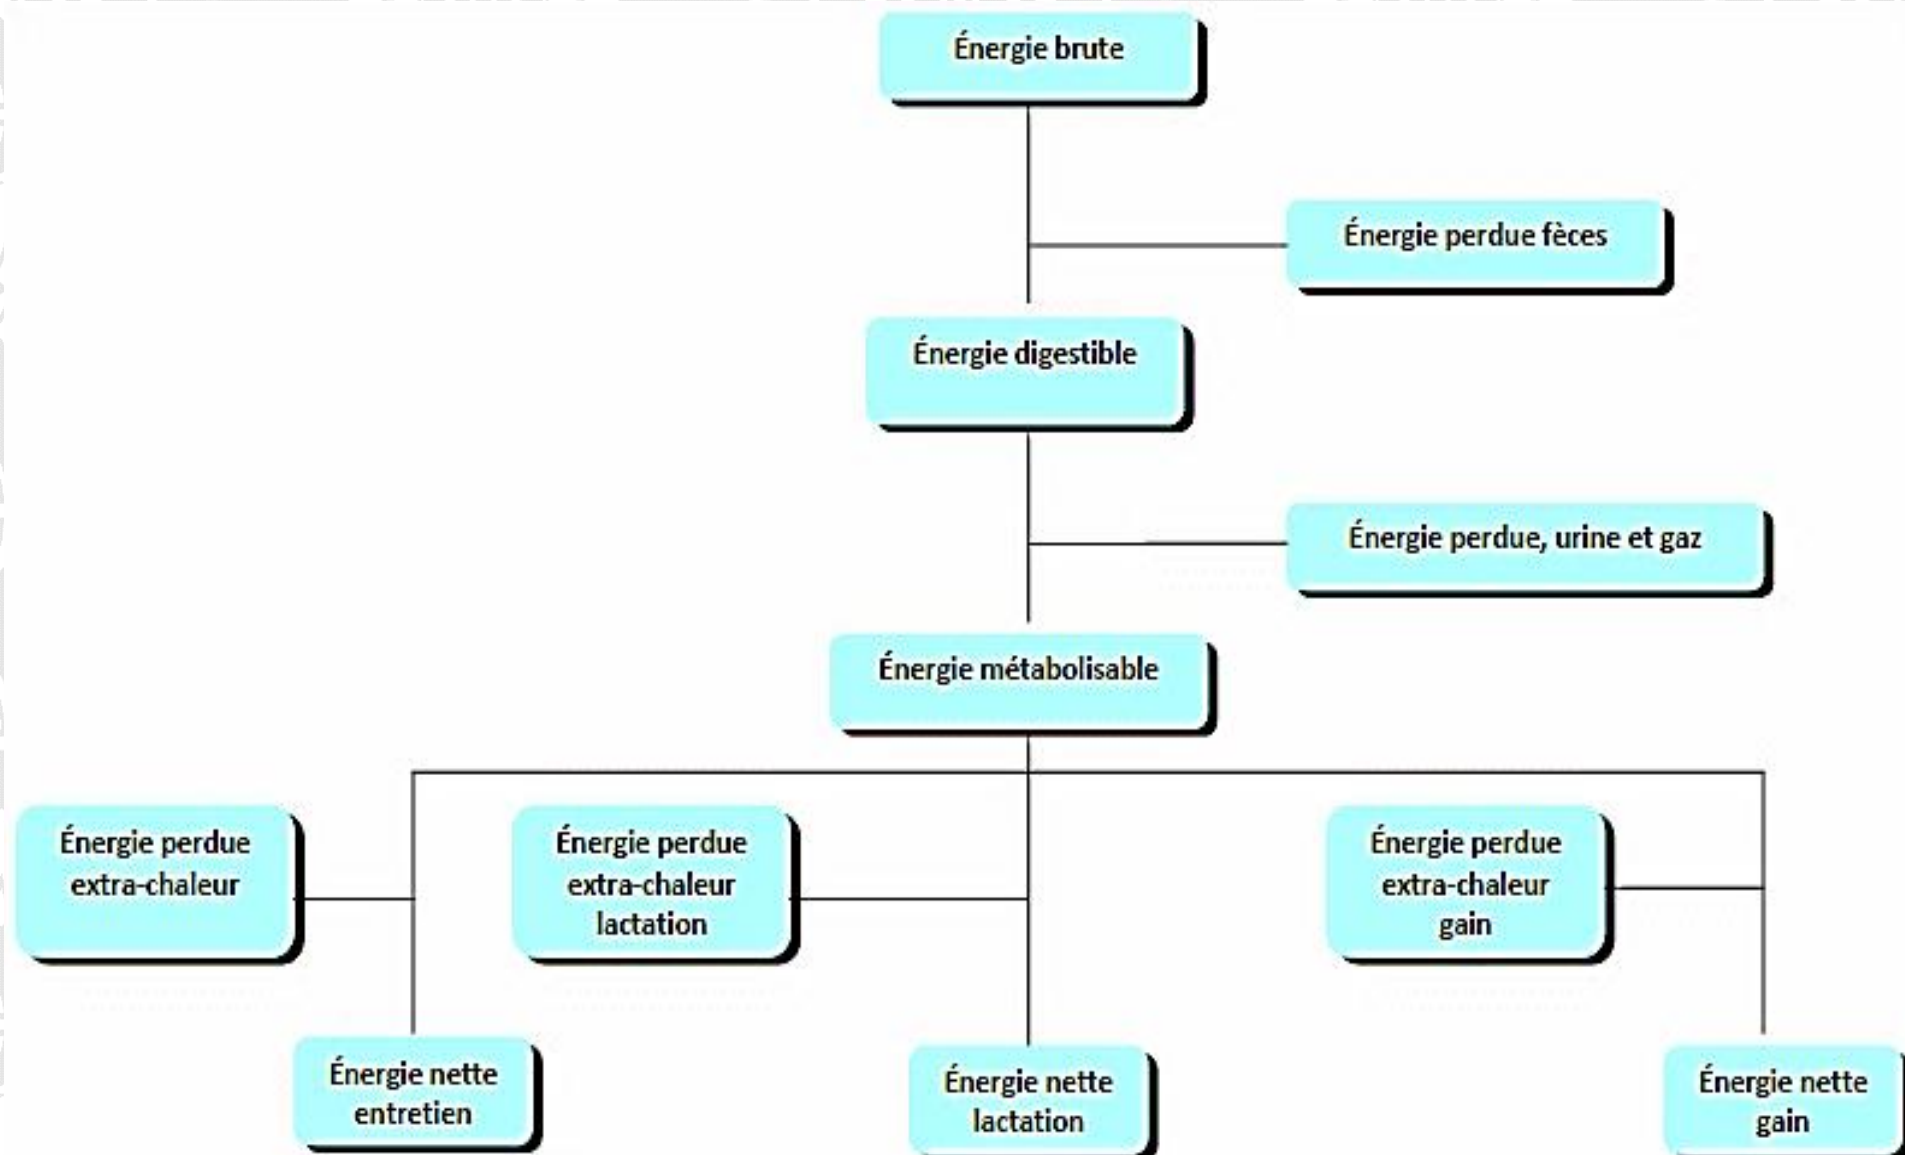 Énergie brute
Énergie perdue fèces
Énergie digestible
Énergie perdue, urine et gaz
Énergie métabolisable
Énergie perdue
extra-chaleur
Énergie perdue
extra-chaleur
lactation
Énergie perdue
extra-chaleur
gain
Énergie nette
entretien
Énergie nette
lactation
Énergie nette
gain